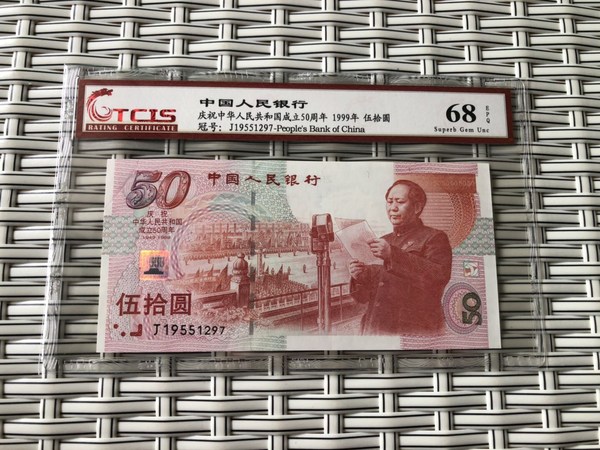 TCIS
RATING CERTIFICATE
中国人民银行
庆祝中华人民共和国成立50周年 1999年 伍拾圆
冠号: J19551297-People's Bank of China
68 EPQ
Superb Gem Unc
50
中国人民银行
庆祝
中华人民共和国
成立50周年
伍拾圆
J19551297
50